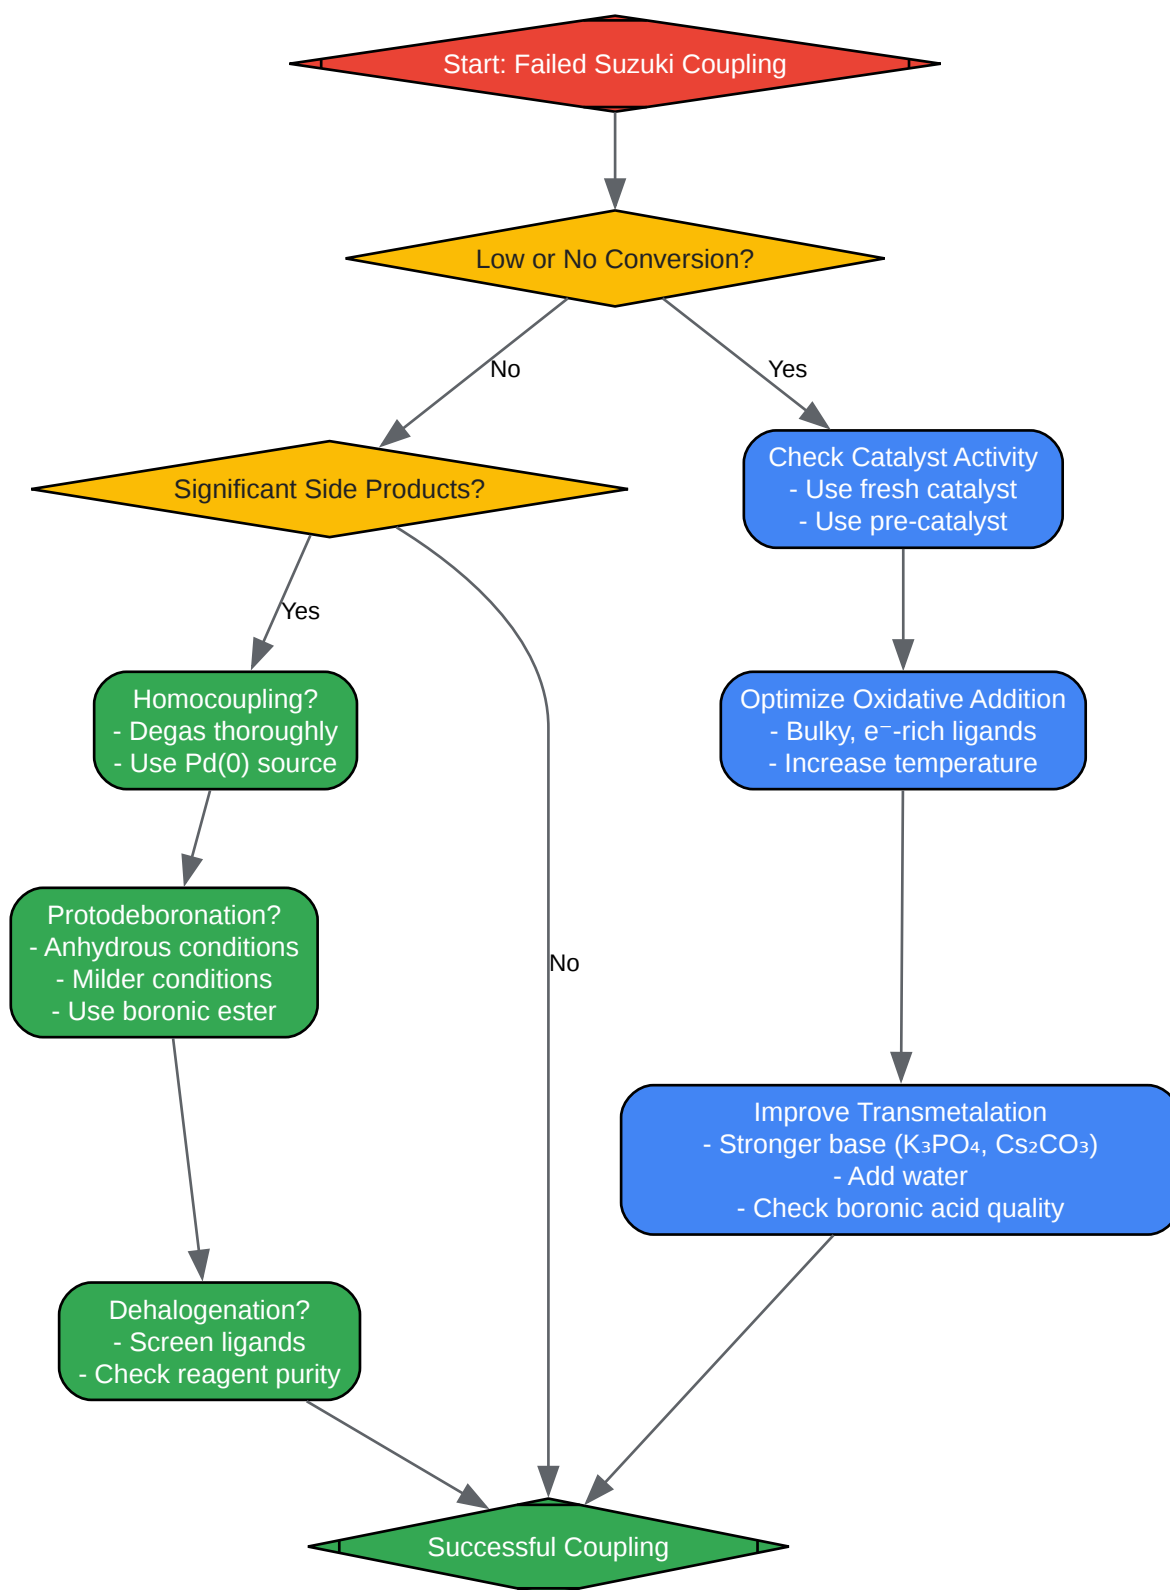 Start: Failed Suzuki Coupling
Low or No Conversion?
No
Yes
Significant Side Products?
Check Catalyst Activity
- Use fresh catalyst
- Use pre-catalyst
Yes
Homocoupling?
- Degas thoroughly
- Use Pd(0) source
Optimize Oxidative Addition
- Bulky, e⁻-rich ligands
- Increase temperature
Protodeboronation?
- Anhydrous conditions
- Milder conditions
- Use boronic ester
No
Improve Transmetalation
- Stronger base (K₃PO₄, Cs₂CO₃)
- Add water
- Check boronic acid quality
Dehalogenation?
- Screen ligands
- Check reagent purity
Successful Coupling